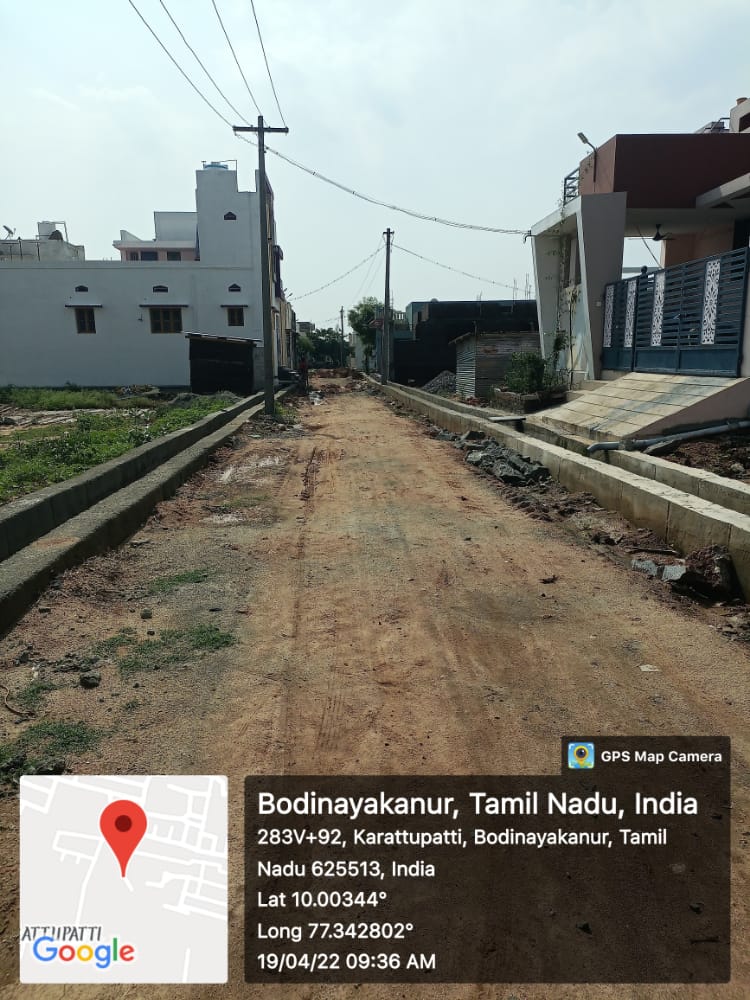 GPS Map Camera
Bodinayakanur, Tamil Nadu, India
283V+92, Karattupatti, Bodinayakanur, Tamil
Nadu 625513, India
Lat 10.00344°
Long 77.342802°
19/04/22 09:36 AM
ATTUPATTI
Google